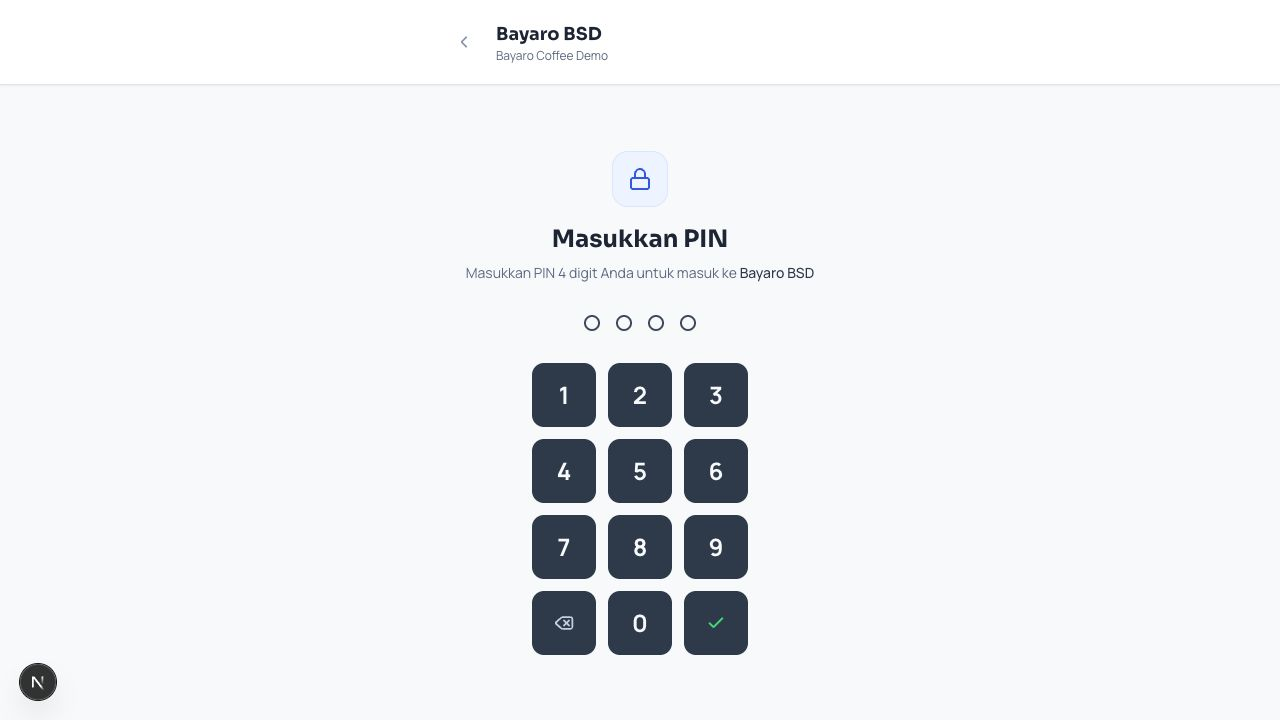 Bayaro BSD
Bayaro Coffee Demo
Masukkan PIN
Masukkan PIN 4 digit Anda untuk masuk ke Bayaro BSD
1 2 3
4 5 6
7 8 9
0
N